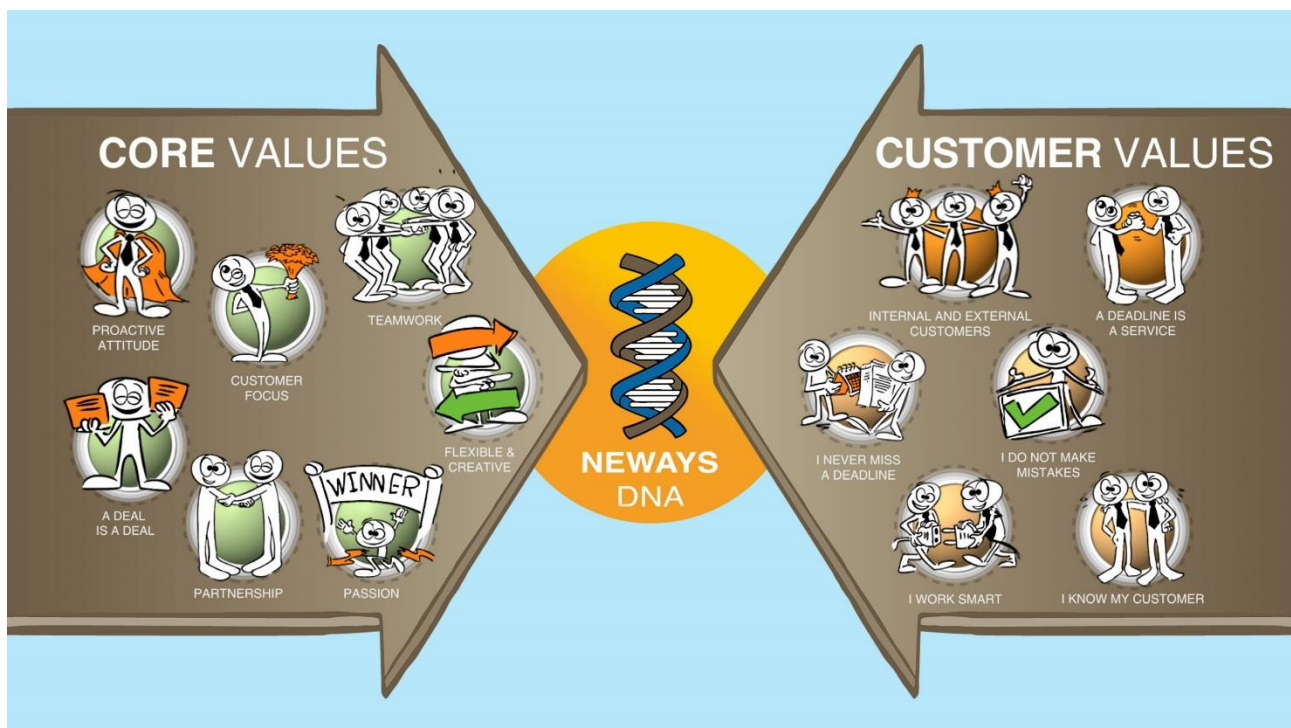 CORE VALUES
PROACTIVE
ATTITUDE
CUSTOMER
FOCUS
TEAMWORK
FLEXIBLE &
CREATIVE
A DEAL
IS A DEAL
PARTNERSHIP
WINNER
PASSION
NEWAYS
DNA
CUSTOMER VALUES
INTERNAL AND EXTERNAL
CUSTOMERS
A DEADLINE IS
A SERVICE
I NEVER MISS
A DEADLINE
I DO NOT MAKE
MISTAKES
I WORK SMART
I KNOW MY CUSTOMER